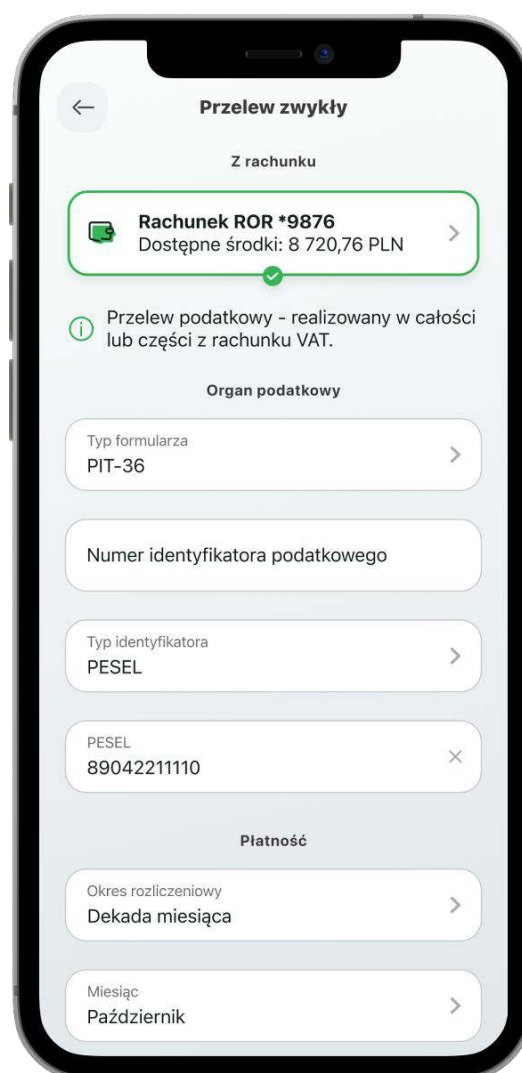 Przelew zwykły
Z rachunku
Rachunek ROR *9876
Dostępne środki: 8 720,76 PLN
Przelew podatkowy - realizowany w całości
lub części z rachunku VAT.
Organ podatkowy
Typ formularza
PIT-36
Numer identyfikatora podatkowego
Typ identyfikatora
PESEL
PESEL
89042211110
Płatność
Okres rozliczeniowy
Dekada miesiąca
Miesiąc
Październik